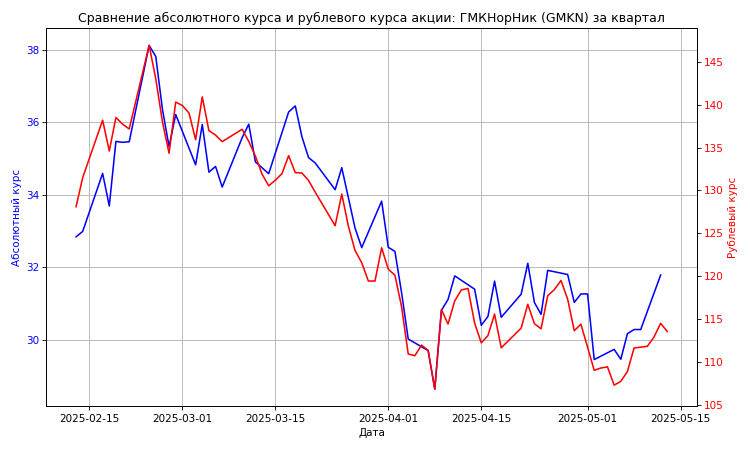 Сравнение абсолютного курса и рублевого курса акции: ГМКНорНик (GMKN) за квартал
38
36
34
32
30
Абсолютный курс
145
140
135
130
125
120
115
110
105
Рублевый курс
2025-02-15 2025-03-01 2025-03-15 2025-04-01 2025-04-15 2025-05-01 2025-05-15
Дата